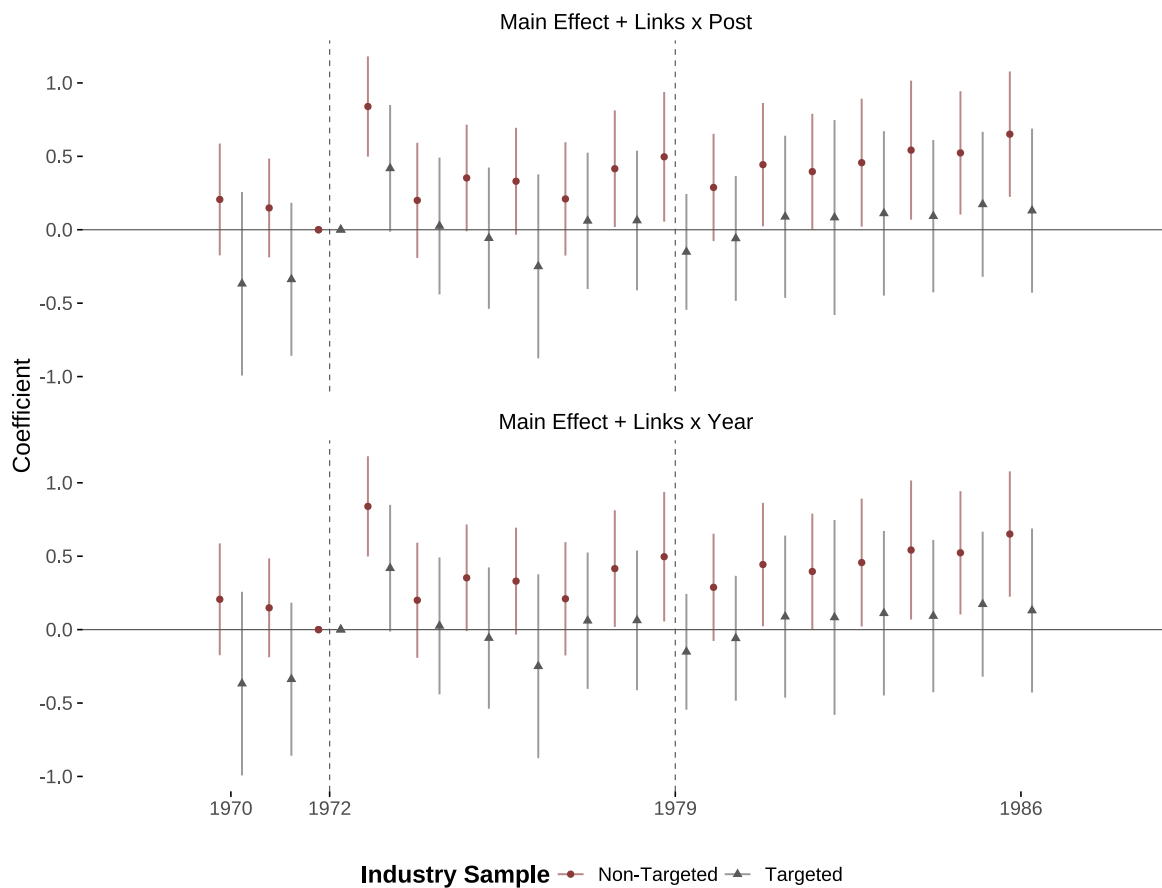 Main Effect + Links x Post
1.0
0.5
0.0
-0.5
-1.0
Coefficient
Main Effect + Links x Year
1.0
0.5
0.0
-0.5
-1.0
1970 1972 1979 1986
Industry Sample Non-Targeted Targeted